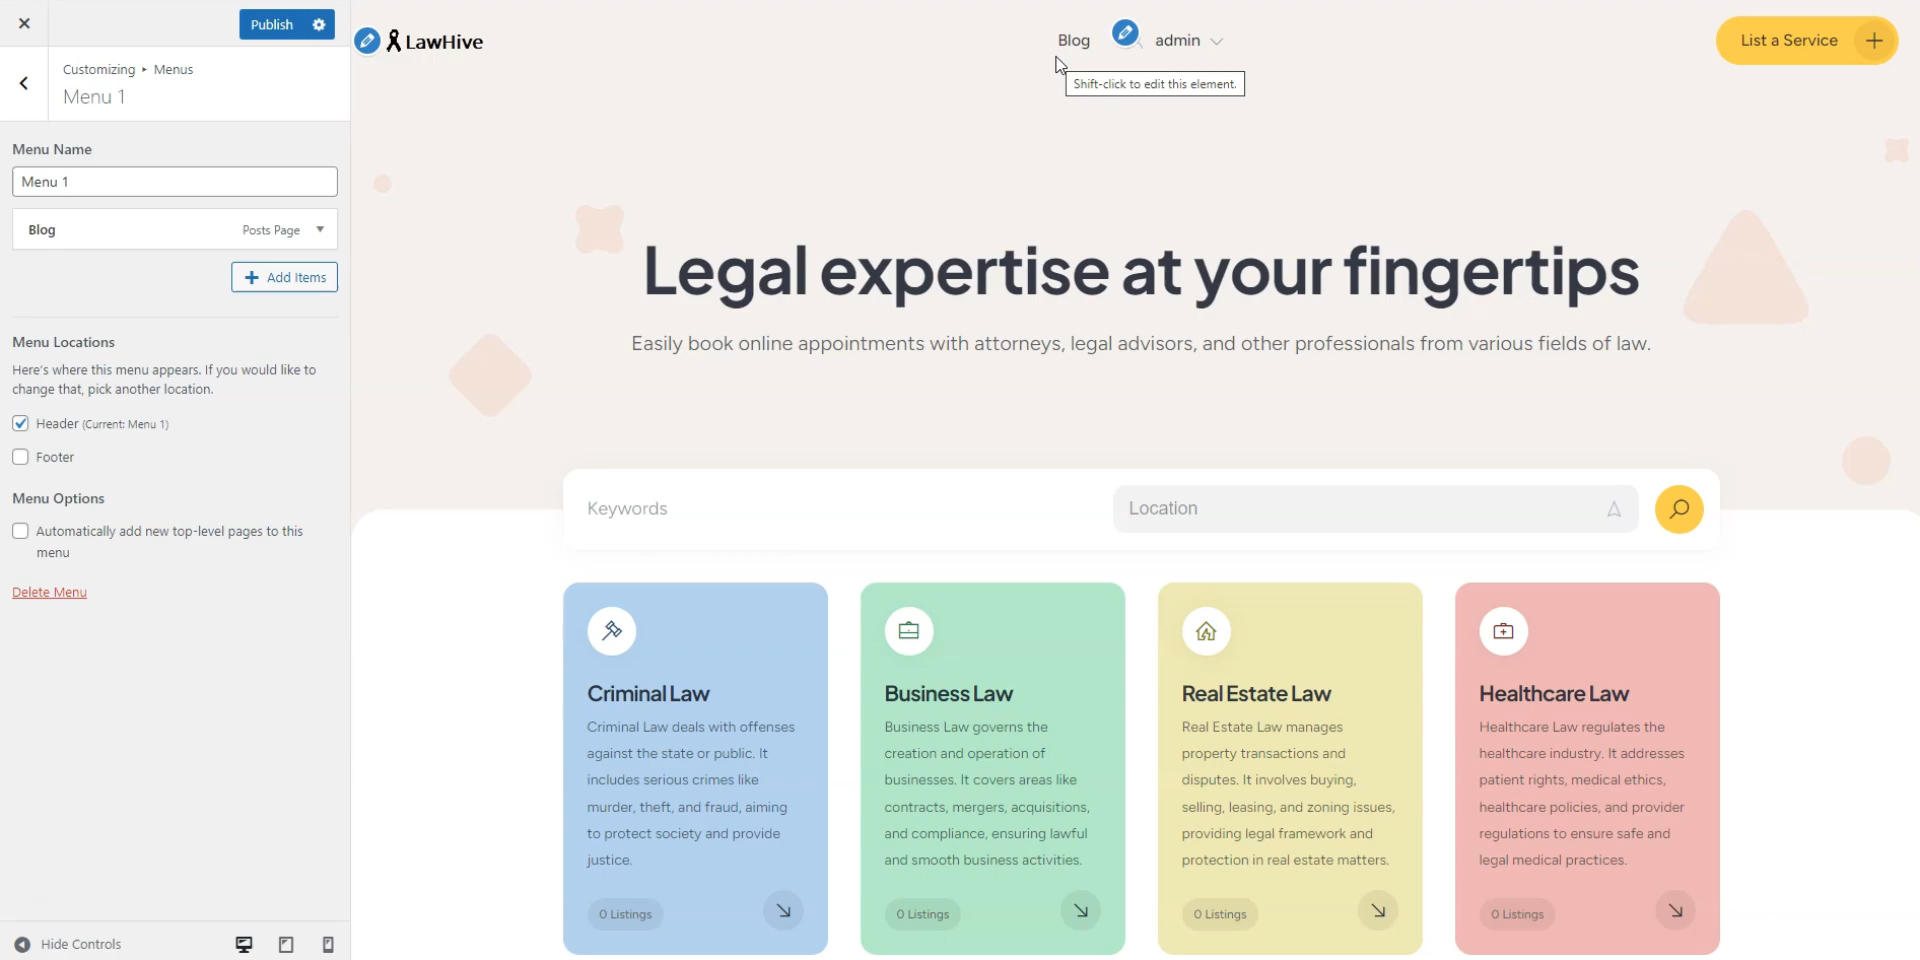 Publish
Customizing ▸ Menus
Menu 1
Menu Name
Menu 1
Blog
Posts Page
Add Items
Menu Locations
Here's where this menu appears. If you would like to
change that, pick another location.
Header (Current: Menu 1)
Footer
Menu Options
Automatically add new top-level pages to this
menu
Delete Menu
Hide Controls
LawHive
Blog
admin
List a Service
Shift-click to edit this element.
Legal expertise at your fingertips
Easily book online appointments with attorneys, legal advisors, and other professionals from various fields of law.
Keywords
Location
Criminal Law
Criminal Law deals with offenses
against the state or public. It
includes serious crimes like
murder, theft, and fraud, aiming
to protect society and provide
justice.
0 Listings
Business Law
Business Law governs the
creation and operation of
businesses. It covers areas like
contracts, mergers, acquisitions,
and compliance, ensuring lawful
and smooth business activities.
0 Listings
Real Estate Law
Real Estate Law manages
property transactions and
disputes. It involves buying,
selling, leasing, and zoning issues,
providing legal framework and
protection in real estate matters.
0 Listings
Healthcare Law
Healthcare Law regulates the
healthcare industry. It addresses
patient rights, medical ethics,
healthcare policies, and provider
regulations to ensure safe and
legal medical practices.
0 Listings